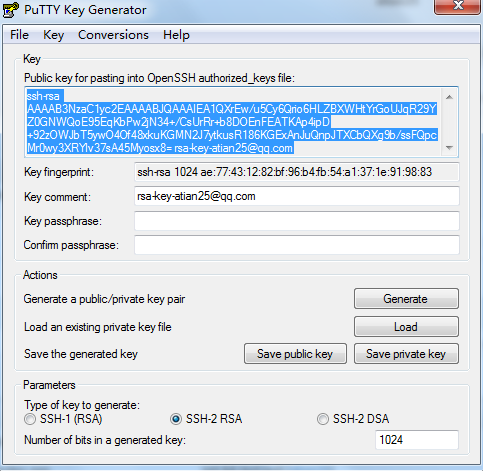 PuTTY Key Generator
File Key Conversions Help
Key
Public key for pasting into OpenSSH authorized_keys file:
ssh-rsa
AAAAB3NzaC1yc2EAAAABJQAAAIEA1QXrEw/u5Cy6Qrio6HLZBXWHtYrGoUJqR29Y
Z0GNWQoE95EqKbPw2jN34+/CsUrRr+b8DOEnFEATKAp4ipD
+92zOWJbT5ywO4Of48xkuKGMN2J7ytkusR186KGExAnJuQnpJTXCbQXg9b/ssFQpc
Mr0wy3XRYlv37sA45Myosx8= rsa-key-atian25@qq.com
Key fingerprint: ssh-rsa 1024 ae:77:43:12:82:bf:96:b4:fb:54:a1:37:1e:91:98:83
Key comment: rsa-key-atian25@qq.com
Key passphrase:
Confirm passphrase:
Actions
Generate a public/private key pair Generate
Load an existing private key file Load
Save the generated key Save public key Save private key
Parameters
Type of key to generate:
SSH-1 (RSA) SSH-2 RSA SSH-2 DSA
Number of bits in a generated key: 1024